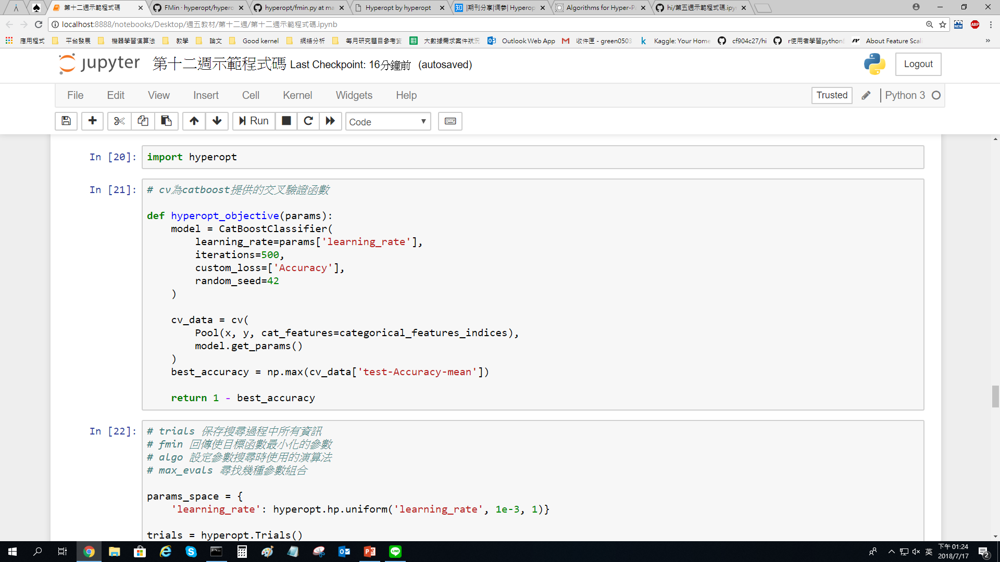 第十二週示範程式碼
FMin · hyperopt/hypero
hyperopt/fmin.py at ma
Hyperopt by hyperopt
|期刊分享|调参| Hyperop
Algorithms for Hyper-Pa
hi/第五週示範程式碼.ipyn
localhost:8888/notebooks/Desktop/週五教材/第十二週/第十二週示範程式碼.ipynb
NEW
ABP
應用程式
平台發展
機器學習演算法
教學
論文
Good kernel
網絡分析
每月研究題目參考資
大數據需求案件狀況
Outlook Web App
收件匣 - green0503
Kaggle: Your Home
cf904c27/hi
r使用者學習python
About Feature Scali
»
jupyter 第十二週示範程式碼 Last Checkpoint: 16分鐘前 (autosaved)
Logout
File Edit View Insert Cell Kernel Widgets Help
Trusted
Python 3
Run
Code
In [20]: import hyperopt
In [21]: # cv為catboost提供的交叉驗證函數
def hyperopt_objective(params):
model = CatBoostClassifier(
learning_rate=params['learning_rate'],
iterations=500,
custom_loss=['Accuracy'],
random_seed=42
)
cv_data = cv(
Pool(x, y, cat_features=categorical_features_indices),
model.get_params()
)
best_accuracy = np.max(cv_data['test-Accuracy-mean'])
return 1 - best_accuracy
In [22]: # trials 保存搜尋過程中所有資訊
# fmin 回傳使目標函數最小化的參數
# algo 設定參數搜尋時使用的演算法
# max_evals 尋找幾種參數組合
params_space = {
'learning_rate': hyperopt.hp.uniform('learning_rate', 1e-3, 1)}
trials = hyperopt.Trials()
英
下午 01:24
2018/7/17
2